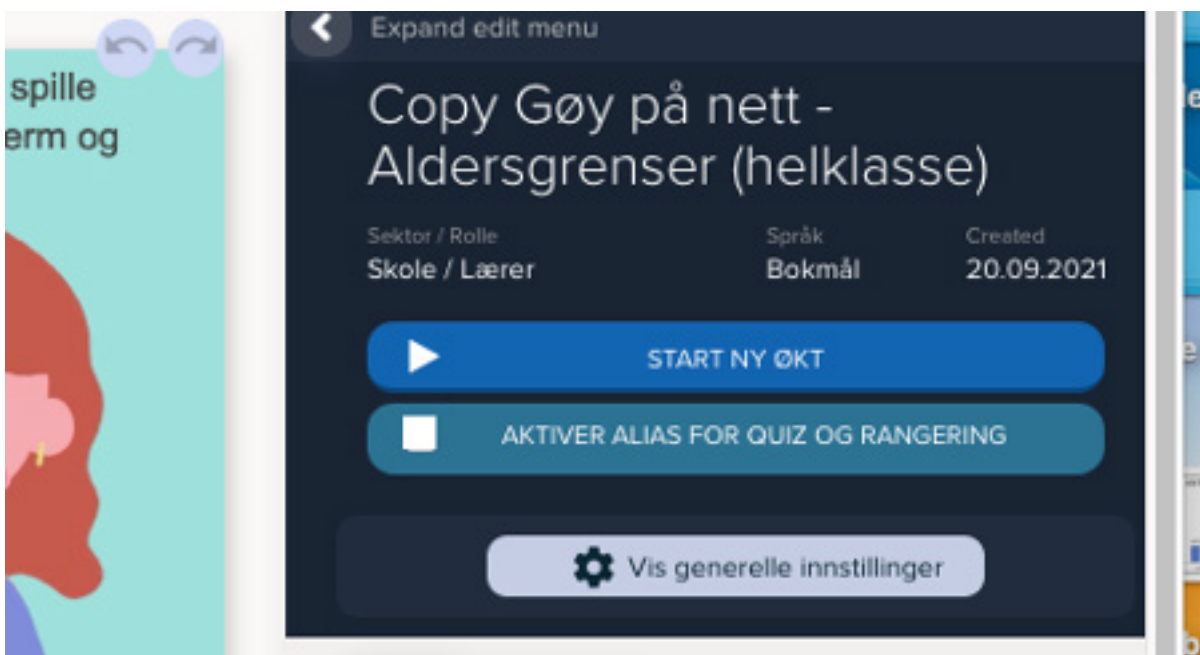 spille
erm og
Expand edit menu
Copy Gøy på nett -
Aldersgrenser (helklasse)
Sektor / Rolle
Skole / Lærer
Språk
Bokmål
Created
20.09.2021
START NY ØKT
AKTIVER ALIAS FOR QUIZ OG RANGERING
Vis generelle innstillinger